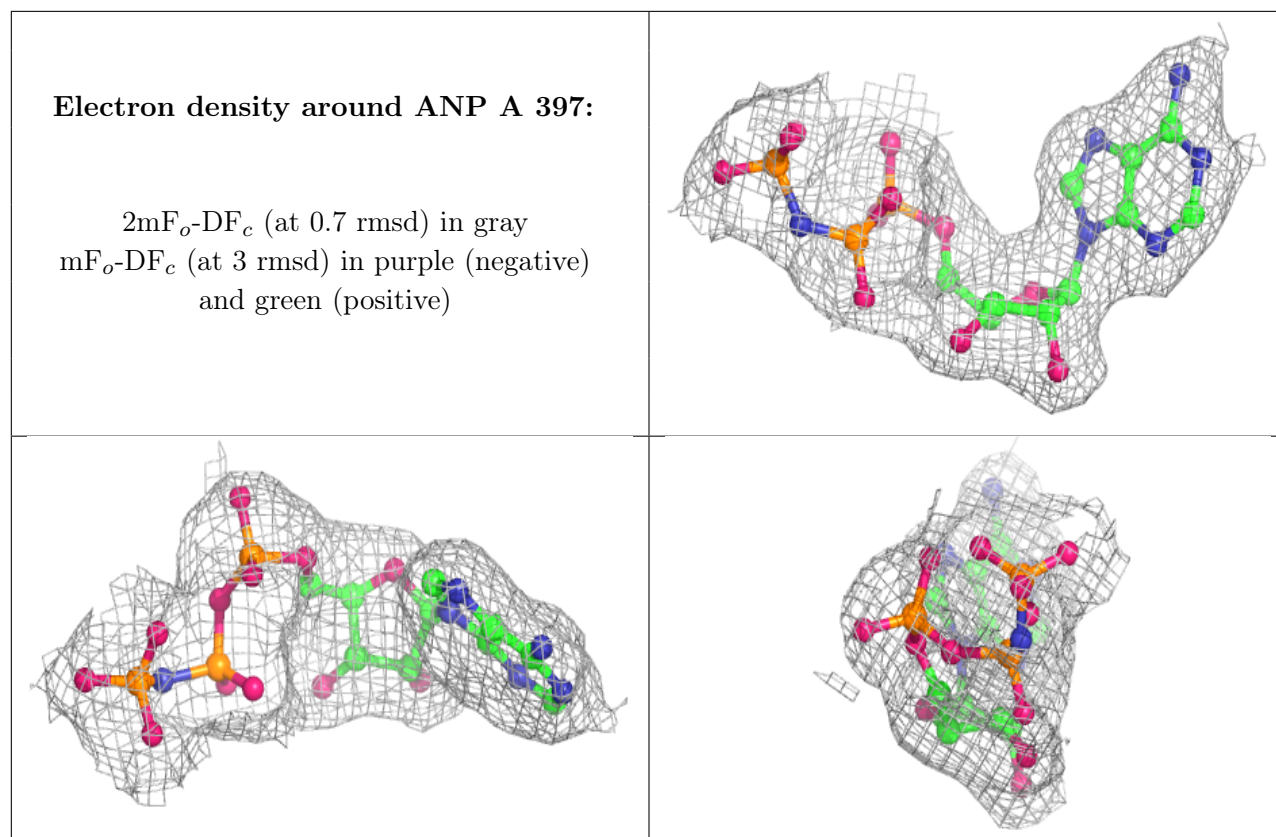 Electron density around ANP A 397:
2mFo-DFc (at 0.7 rmsd) in gray
mFo-DFc (at 3 rmsd) in purple (negative)
and green (positive)